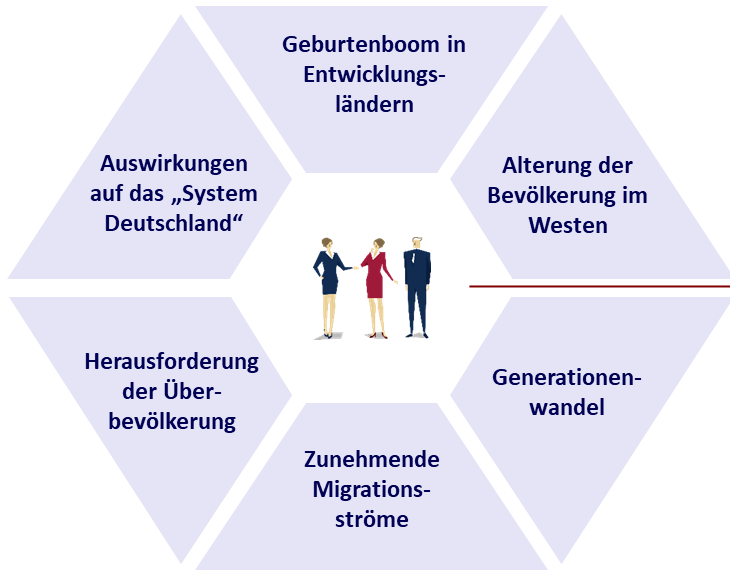 Geburtenboom in
Entwicklungs-
ländern
Alterung der
Bevölkerung im
Westen
Generationen-
wandel
Zunehmende
Migrations-
ströme
Herausforderung
der Über-
bevölkerung
Auswirkungen
auf das „System
Deutschland“